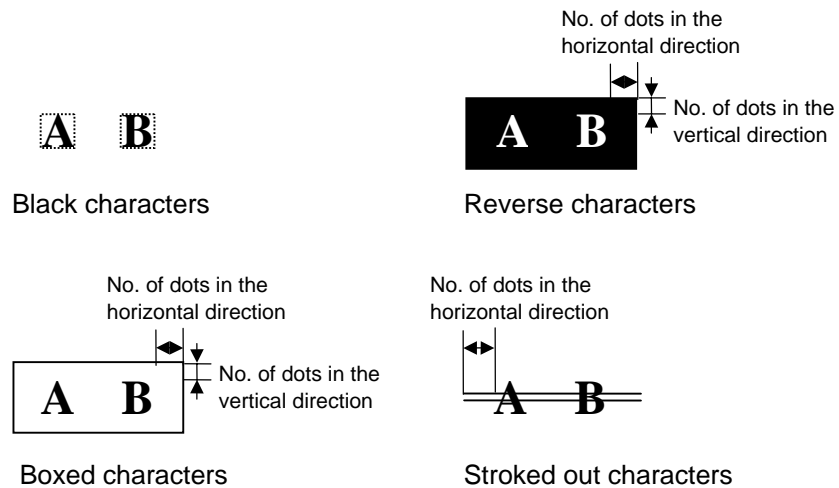 No. of dots in the
horizontal direction
No. of dots in the
vertical direction
A B
A B
Black characters
Reverse characters
No. of dots in the
horizontal direction
No. of dots in the
horizontal direction
No. of dots in the
vertical direction
A B
A B
Boxed characters
Stroked out characters